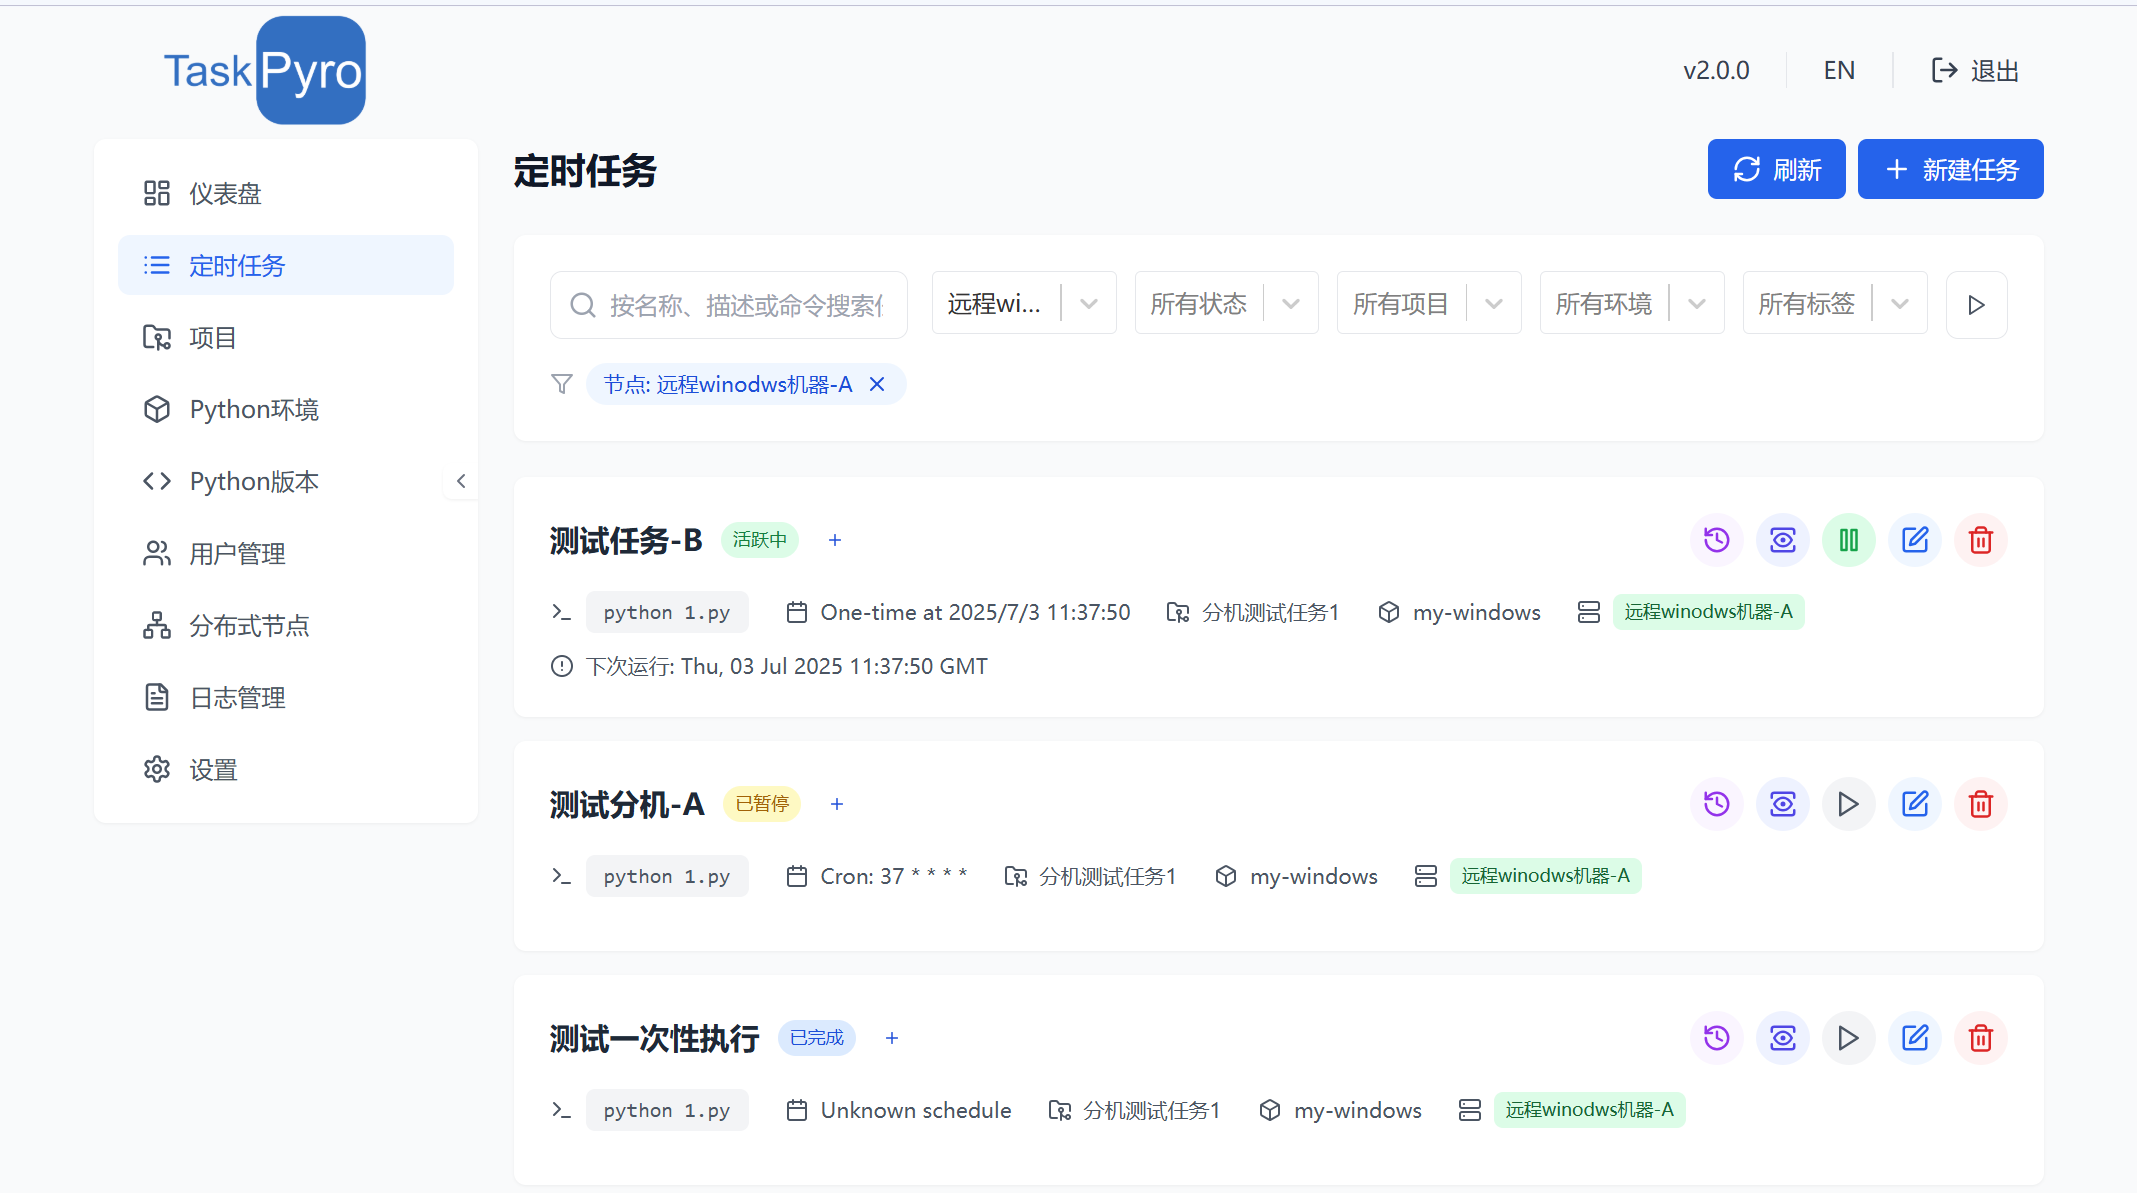 TaskPyro
v2.0.0
EN
退出
仪表盘
定时任务
项目
Python环境
Python版本
用户管理
分布式节点
日志管理
设置
定时任务
刷新
新建任务
按名称、描述或命令搜索
远程wi...
所有状态
所有项目
所有环境
所有标签
节点: 远程winodws机器-A
测试任务-B
活跃中
python 1.py
One-time at 2025/7/3 11:37:50
分机测试任务1
my-windows
远程winodws机器-A
下次运行: Thu, 03 Jul 2025 11:37:50 GMT
测试分机-A
已暂停
python 1.py
Cron: 37 * * * *
分机测试任务1
my-windows
远程winodws机器-A
测试一次性执行
已完成
python 1.py
Unknown schedule
分机测试任务1
my-windows
远程winodws机器-A